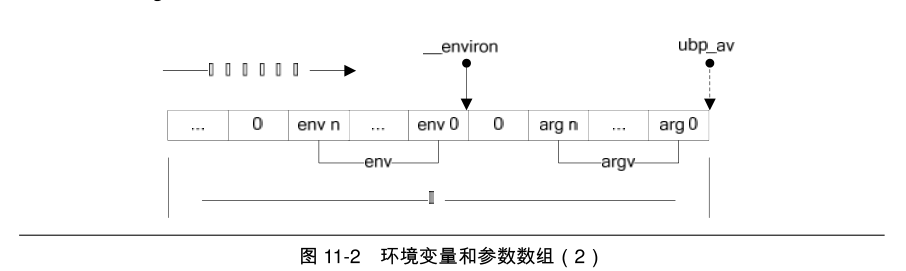 __environ
ubp_av
... 0 env n ... env 0 0 arg n ... arg 0
env argv
图 11-2 环境变量和参数数组（2）